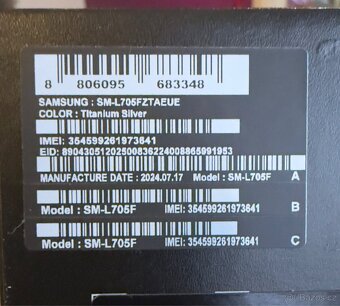 8 806095 683348
SAMSUNG : SM-L705FZTAEUE
COLOR : Titanium Silver
IMEI: 354599261973641
EID: 89043051202500836224008865991953
MANUFACTURE DATE : 2024.07.17 Model : SM-L705F A
Model : SM-L705F IMEI: 354599261973641 B
Model : SM-L705F IMEI: 354599261973641 C